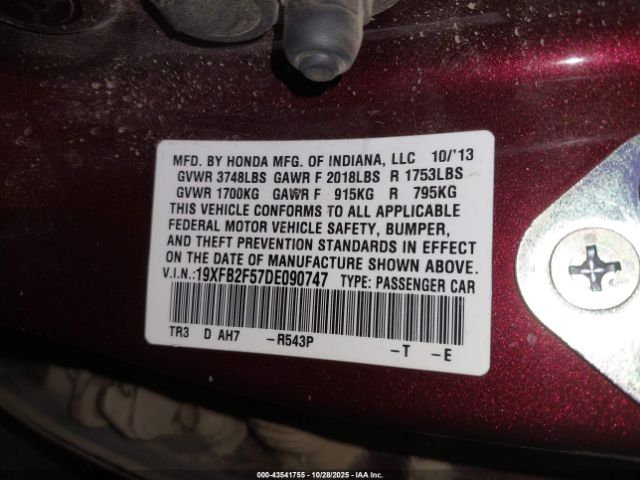 MFD. BY HONDA MFG. OF INDIANA, LLC 10/'13
GVWR 3748LBS GAWR F 2018LBS R 1753LBS
GVWR 1700KG GAWR F 915KG R 795KG
THIS VEHICLE CONFORMS TO ALL APPLICABLE
FEDERAL MOTOR VEHICLE SAFETY, BUMPER,
AND THEFT PREVENTION STANDARDS IN EFFECT
ON THE DATE OF MANUFACTURE SHOWN ABOVE.
V.I.N.:19XFB2F57DE090747 TYPE: PASSENGER CAR
TR3 D AH7 -R543P -T -E
000-43541755 | 10/28/2025 | IAA Inc.